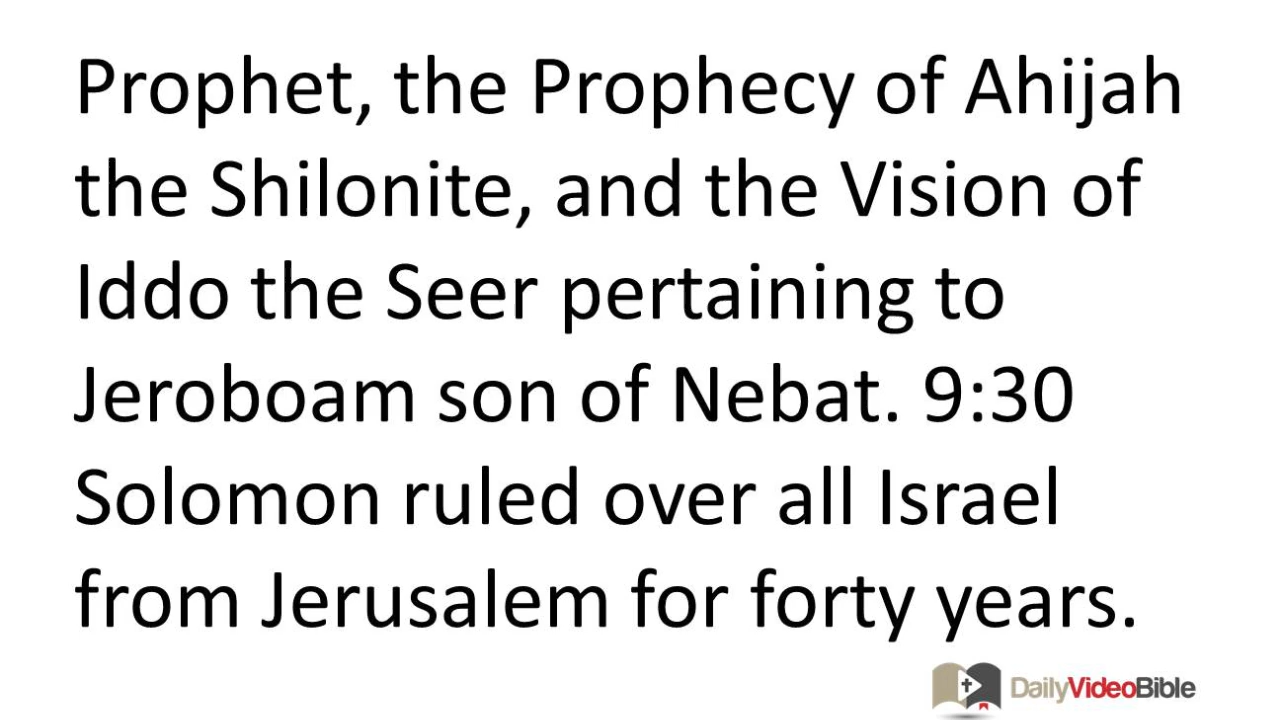 Prophet, the Prophecy of Ahijah
the Shilonite, and the Vision of
Iddo the Seer pertaining to
Jeroboam son of Nebat. 9:30
Solomon ruled over all Israel
from Jerusalem for forty years.
DailyVideoBible